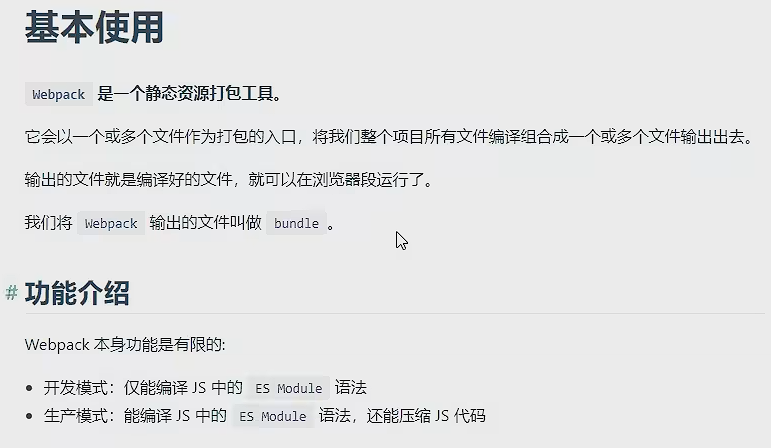 基本使用
Webpack 是一个静态资源打包工具。
它会以一个或多个文件作为打包的入口，将我们整个项目所有文件编译组合成一个或多个文件输出出去。
输出的文件就是编译好的文件，就可以在浏览器段运行了。
我们将 Webpack 输出的文件叫做 bundle 。
# 功能介绍
Webpack 本身功能是有限的:
• 开发模式：仅能编译 JS 中的 ES Module 语法
• 生产模式：能编译 JS 中的 ES Module 语法，还能压缩 JS 代码